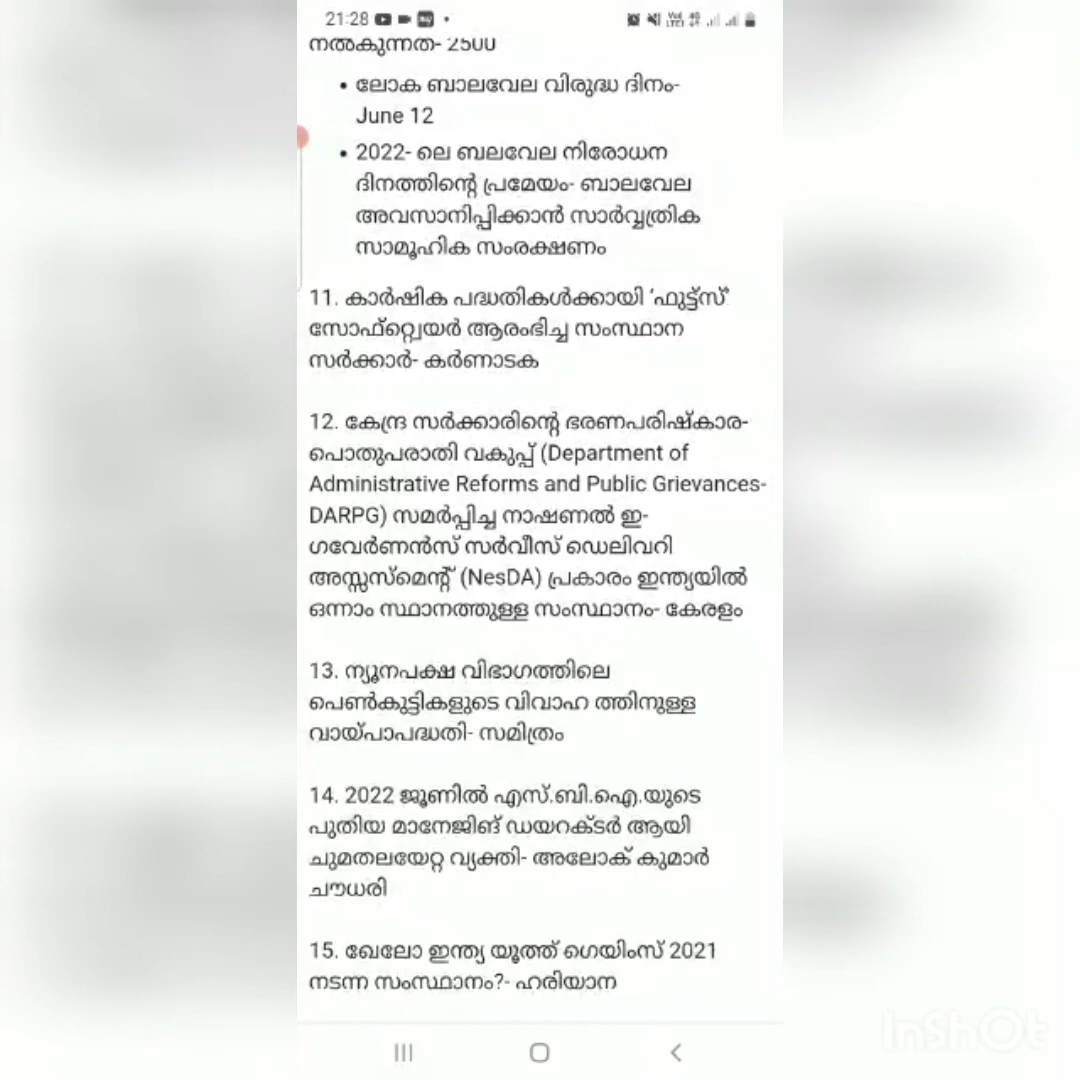 21:28
നൽകുന്നത- 2500
• ലോക ബാലവേല വിരുദ്ധ ദിനം-
June 12
• 2022- ലെ ബലവേല നിരോധന
ദിനത്തിന്റെ പ്രമേയം- ബാലവേല
അവസാനിപ്പിക്കാൻ സാർവ്വത്രിക
സാമൂഹിക സംരക്ഷണം
11. കാർഷിക പദ്ധതികൾക്കായി ‘ഫുട്ട്സ്’
സോഫ്റ്റ്വെയർ ആരംഭിച്ച സംസ്ഥാന
സർക്കാർ- കർണാടക
12. കേന്ദ്ര സർക്കാരിന്റെ ഭരണപരിഷ്കാര-
പൊതുപരാതി വകുപ്പ് (Department of
Administrative Reforms and Public Grievances-
DARPG) സമർപ്പിച്ച നാഷണൽ ഇ-
ഗവേർണൻസ് സർവീസ് ഡെലിവറി
അസ്സസ്മെന്റ് (NesDA) പ്രകാരം ഇന്ത്യയിൽ
ഒന്നാം സ്ഥാനത്തുള്ള സംസ്ഥാനം- കേരളം
13. ന്യൂനപക്ഷ വിഭാഗത്തിലെ
പെൺകുട്ടികളുടെ വിവാഹ ത്തിനുള്ള
വായ്പാപദ്ധതി- സമിത്രം
14. 2022 ജൂണിൽ എസ്.ബി.ഐ.യുടെ
പുതിയ മാനേജിങ് ഡയറക്ടർ ആയി
ചുമതലയേറ്റ വ്യക്തി- അലോക് കുമാർ
ചൗധരി
15. ഖേലോ ഇന്ത്യ യൂത്ത് ഗെയിംസ് 2021
നടന്ന സംസ്ഥാനം?- ഹരിയാന
InShOt